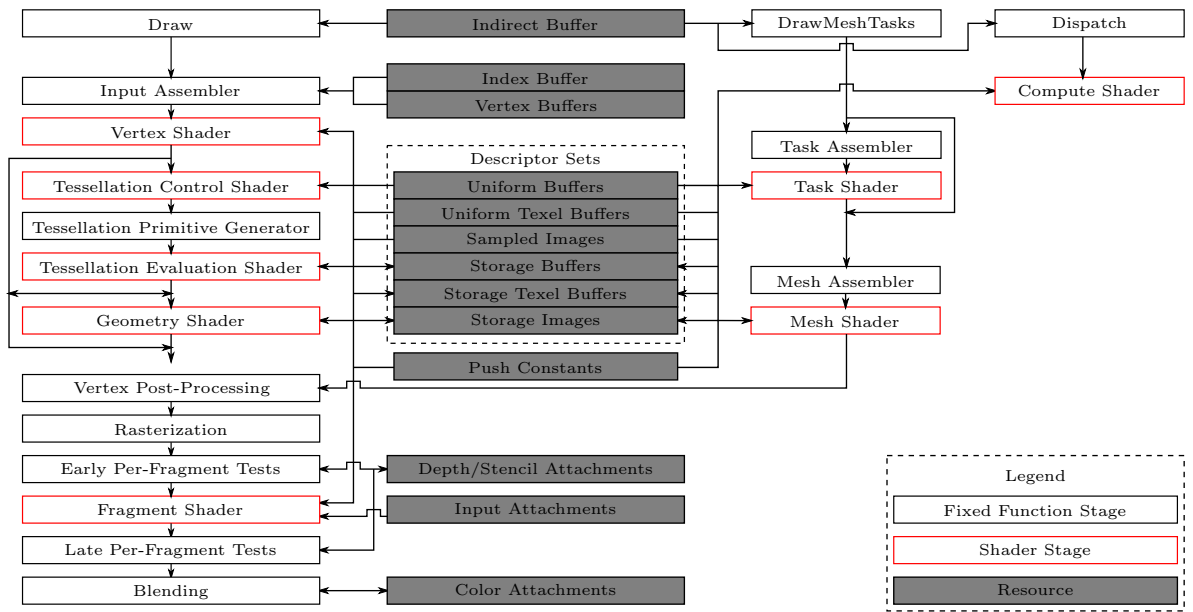 Draw
Indirect Buffer
DrawMeshTasks
Dispatch
Input Assembler
Index Buffer
Vertex Buffers
Compute Shader
Vertex Shader
Task Assembler
Descriptor Sets
Tessellation Control Shader
Uniform Buffers
Task Shader
Tessellation Primitive Generator
Uniform Texel Buffers
Sampled Images
Tessellation Evaluation Shader
Storage Buffers
Mesh Assembler
Storage Texel Buffers
Geometry Shader
Storage Images
Mesh Shader
Push Constants
Vertex Post-Processing
Rasterization
Early Per-Fragment Tests
Depth/Stencil Attachments
Legend
Fragment Shader
Input Attachments
Fixed Function Stage
Late Per-Fragment Tests
Shader Stage
Blending
Color Attachments
Resource